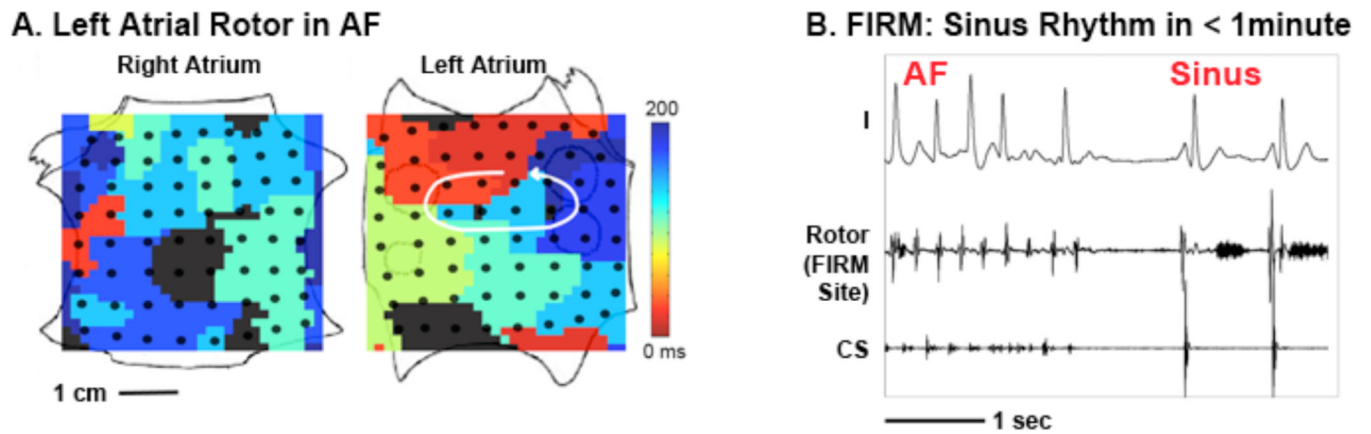 A. Left Atrial Rotor in AF
Right Atrium
Left Atrium
200
0 ms
1 cm
B. FIRM: Sinus Rhythm in < 1minute
AF
Sinus
I
Rotor
(FIRM
Site)
CS
1 sec